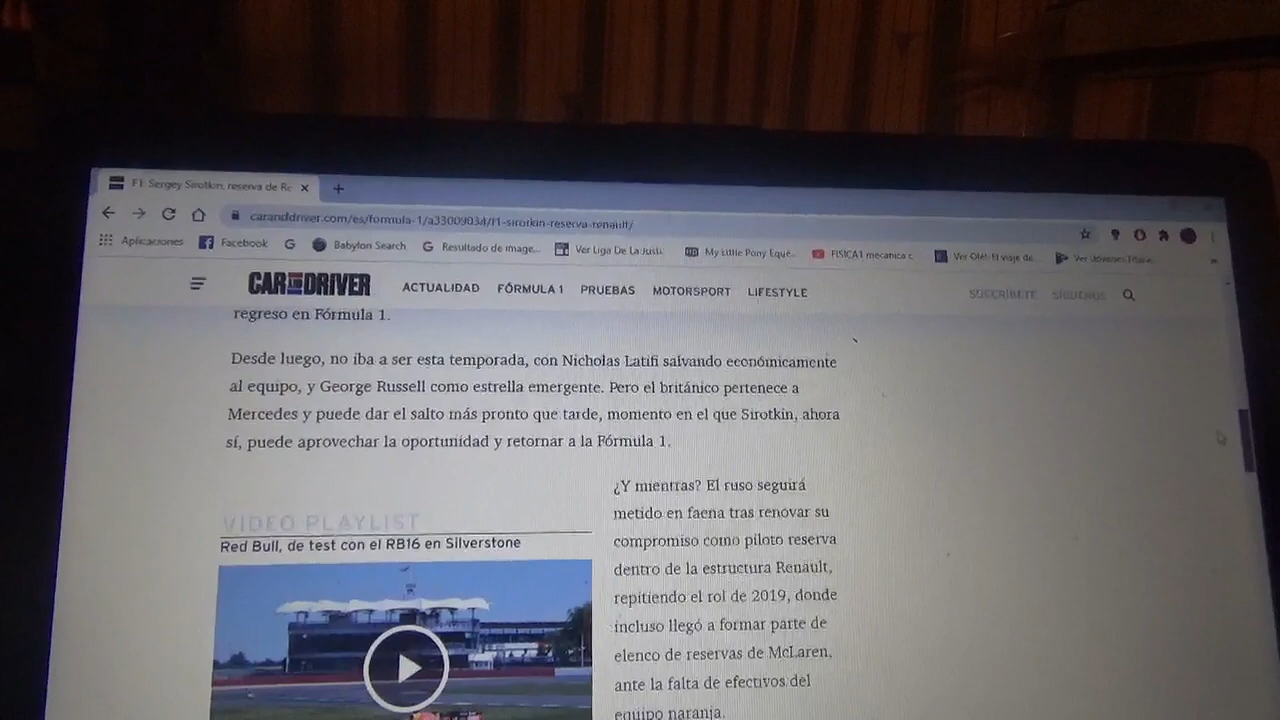 F1: Sergey Sirotkin, reserva de Re
caranddriver.com/es/formula-1/a33009034/f1-sirotkin-reserva-renault/
Aplicaciones Facebook Babylon Search Resultado de image... Ver Liga De La Justi. My Little Pony Eque.. FISICA1 mecanica c Ver Olé! El viaje de..
CAR AND DRIVER ACTUALIDAD FÓRMULA 1 PRUEBAS MOTORSPORT LIFESTYLE SUSCRÍBETE SÍGUENOS
regreso en Fórmula 1.
Desde luego, no iba a ser esta temporada, con Nicholas Latifi salvando económicamente
al equipo, y George Russell como estrella emergente. Pero el británico pertenece a
Mercedes y puede dar el salto más pronto que tarde, momento en el que Sirotkin, ahora
sí, puede aprovechar la oportunidad y retornar a la Fórmula 1.
VIDEO PLAYLIST
Red Bull, de test con el RB16 en Silverstone
¿Y mientras? El ruso seguirá
metido en faena tras renovar su
compromiso como piloto reserva
dentro de la estructura Renault,
repitiendo el rol de 2019, donde
incluso llegó a formar parte de
elenco de reservas de McLaren,
ante la falta de efectivos del
equipo naranja.